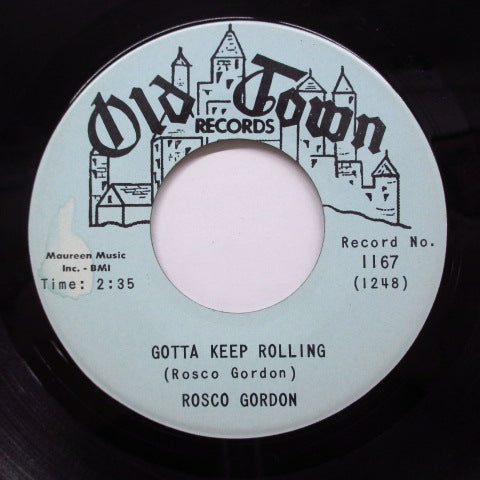 Old Town
RECORDS
Maureen Music
Inc. - BMI
Time: 2:35
Record No.
1167
(1248)
GOTTA KEEP ROLLING
(Rosco Gordon)
ROSCO GORDON